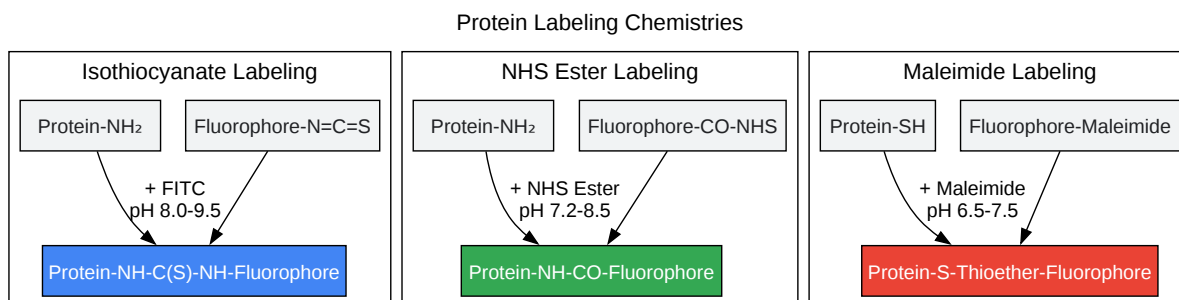 Protein Labeling Chemistries
Isothiocyanate Labeling
Protein-NH₂
Fluorophore-N=C=S
+ FITC
pH 8.0-9.5
Protein-NH-C(S)-NH-Fluorophore
NHS Ester Labeling
Protein-NH₂
Fluorophore-CO-NHS
+ NHS Ester
pH 7.2-8.5
Protein-NH-CO-Fluorophore
Maleimide Labeling
Protein-SH
Fluorophore-Maleimide
+ Maleimide
pH 6.5-7.5
Protein-S-Thioether-Fluorophore